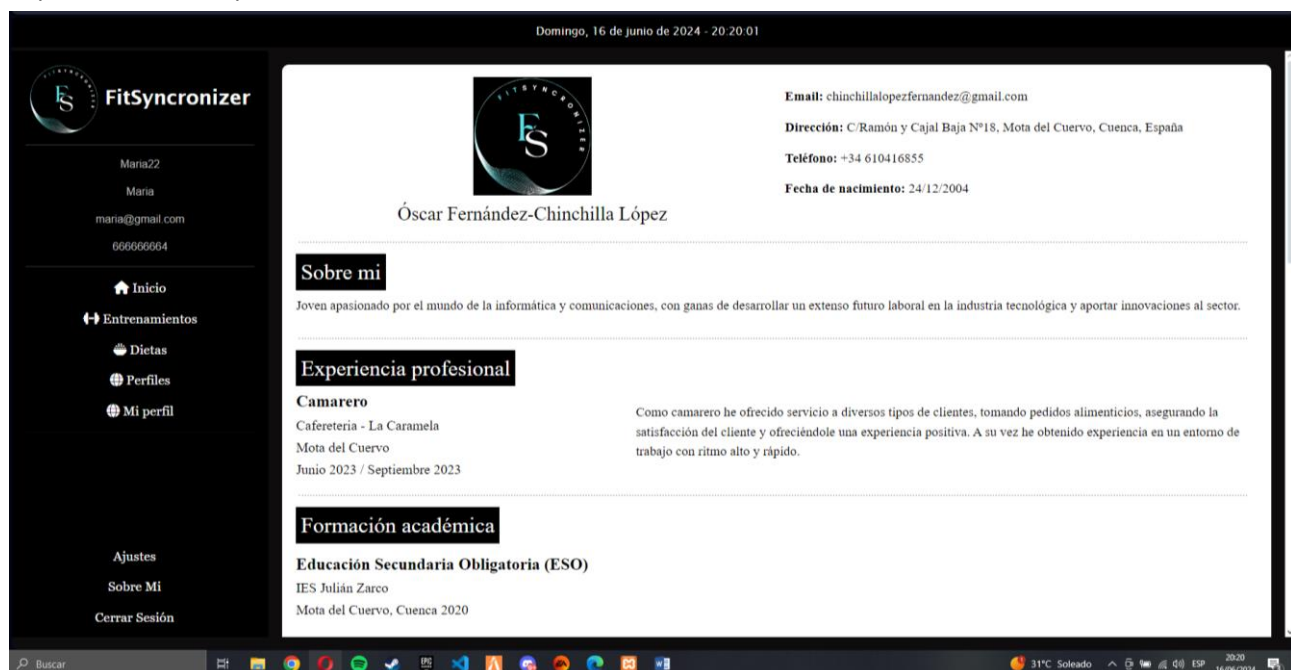 Domingo, 16 de junio de 2024 - 20:20:01
FITSYNCRONIZER
FS
FitSyncronizer
Maria22
Maria
maria@gmail.com
666666664
Inicio
Entrenamientos
Dietas
Perfiles
Mi perfil
Ajustes
Sobre Mi
Cerrar Sesión
FITSYNCRONIZER
FS
Óscar Fernández-Chinchilla López
Email: chinchillalopezfernandez@gmail.com
Dirección: C/Ramón y Cajal Baja Nº18, Mota del Cuervo, Cuenca, España
Teléfono: +34 610416855
Fecha de nacimiento: 24/12/2004
Sobre mi
Joven apasionado por el mundo de la informática y comunicaciones, con ganas de desarrollar un extenso futuro laboral en la industria tecnológica y aportar innovaciones al sector.
Experiencia profesional
Camarero
Cafereteria - La Caramela
Mota del Cuervo
Junio 2023 / Septiembre 2023
Como camarero he ofrecido servicio a diversos tipos de clientes, tomando pedidos alimenticios, asegurando la
satisfacción del cliente y ofreciéndole una experiencia positiva. A su vez he obtenido experiencia en un entorno de
trabajo con ritmo alto y rápido.
Formación académica
Educación Secundaria Obligatoria (ESO)
IES Julián Zarco
Mota del Cuervo, Cuenca 2020
Buscar
31°C Soleado
ESP
20:20
16/06/2024